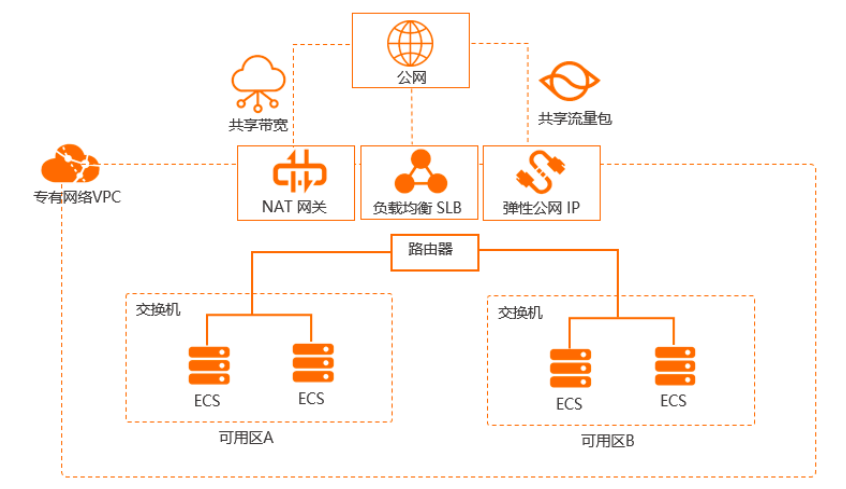 公网
共享带宽
共享流量包
专有网络VPC
NAT 网关
负载均衡 SLB
弹性公网 IP
路由器
交换机
交换机
ECS
ECS
ECS
ECS
可用区A
可用区B